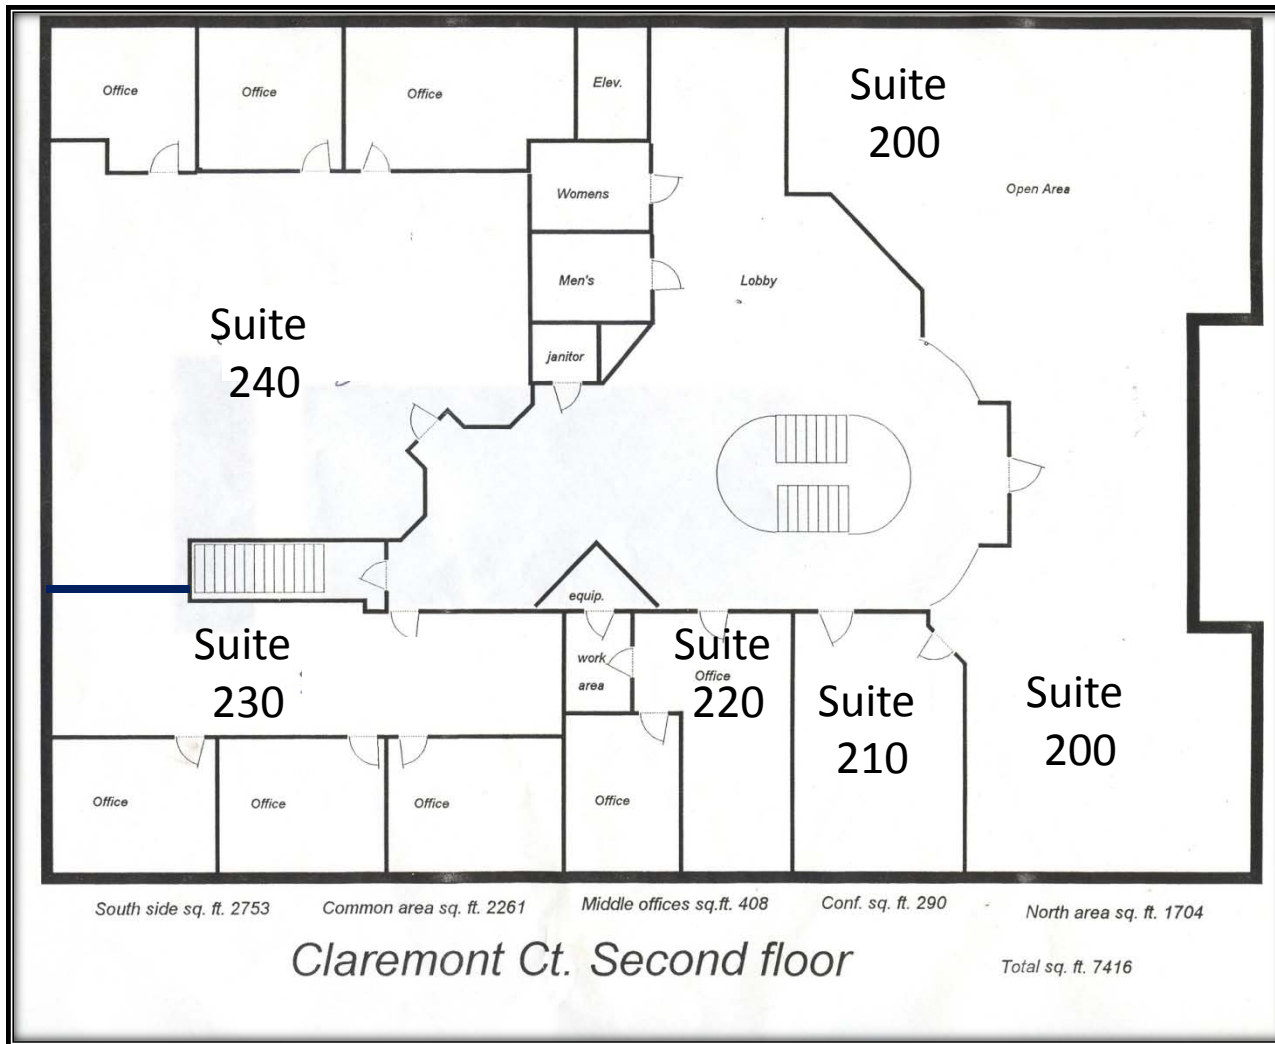 Office
Office
Office
Elev.
Suite
200
Womens
Open Area
Men's
Lobby
Suite
240
janitor
equip.
Suite
230
work
area
Suite
Office
220
Suite
210
Suite
200
Office
Office
Office
Office
South side sq. ft. 2753
Common area sq. ft. 2261
Middle offices sq.ft. 408
Conf. sq. ft. 290
North area sq. ft. 1704
Claremont Ct. Second floor
Total sq. ft. 7416